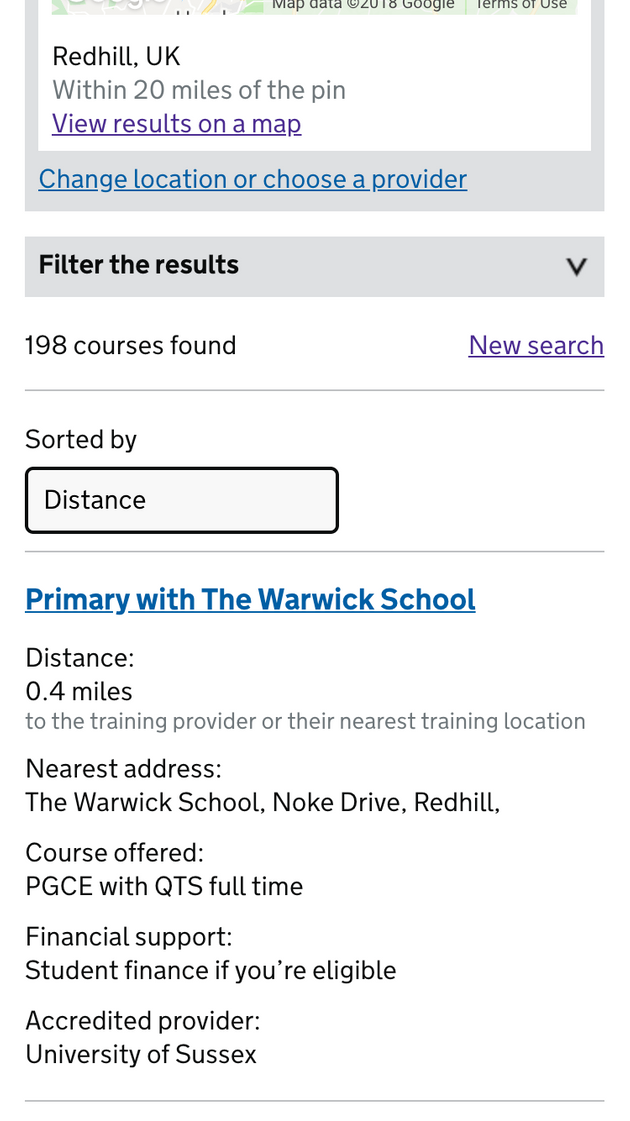 Google
Map data ©2018 Google
Terms of Use
Redhill, UK
Within 20 miles of the pin
View results on a map
Change location or choose a provider
Filter the results
198 courses found
New search
Sorted by
Distance
Primary with The Warwick School
Distance:
0.4 miles
to the training provider or their nearest training location
Nearest address:
The Warwick School, Noke Drive, Redhill,
Course offered:
PGCE with QTS full time
Financial support:
Student finance if you’re eligible
Accredited provider:
University of Sussex